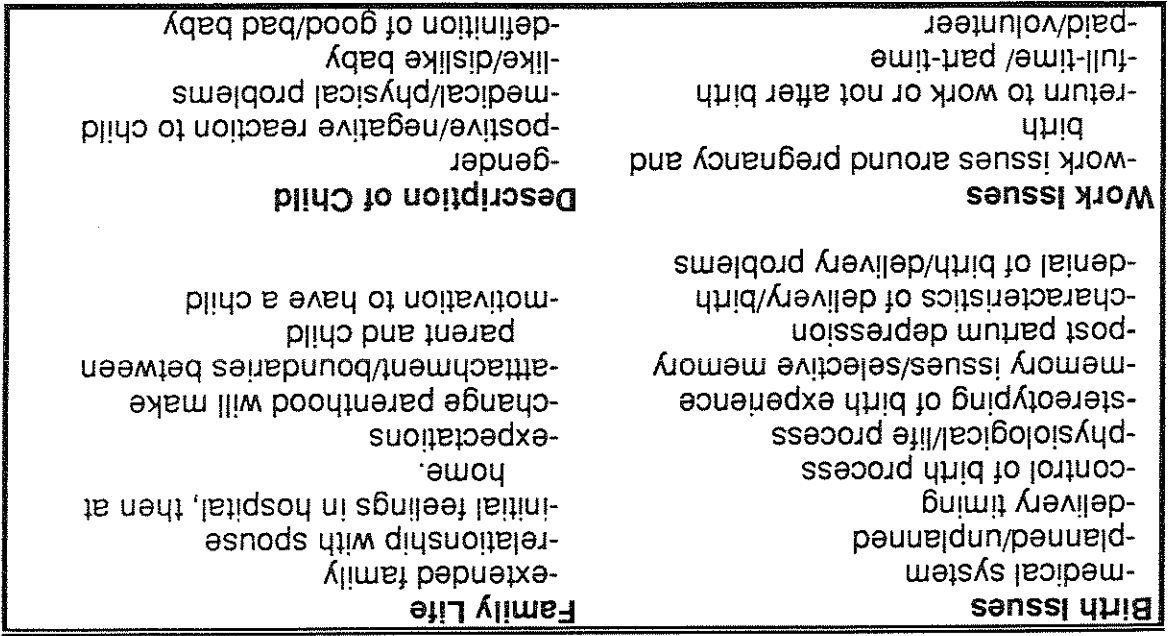 Birth Issues
-medical system
-planned/unplanned
-delivery timing
-control of birth process
-physiological/life process
-stereotyping of birth experience
-memory issues/selective memory
-post partum depression
-characteristics of delivery/birth
-denial of birth/delivery problems
Family Life
-extended family
-relationship with spouse
-initial feelings in hospital, then at
home.
-expectations
-change parenthood will make
-atttachment/boundaries between
parent and child
-motivation to have a child
Work Issues
-work issues around pregnancy and
birth
-return to work or not after birth
-full-time/ part-time
-paid/volunteer
Description of Child
-gender
-postive/negative reaction to child
-medical/physical problems
-like/dislike baby
-definition of good/bad baby